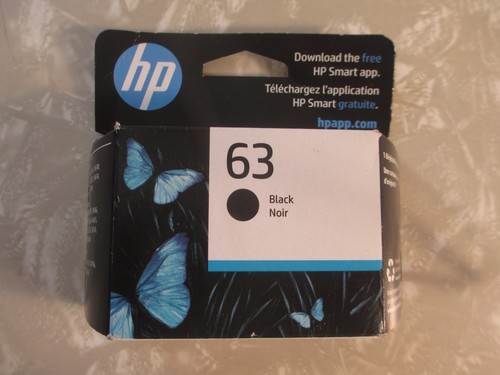 hp
Download the free
HP Smart app.
Téléchargez l'application
HP Smart gratuite.
hpapp.com
63
Black
Noir